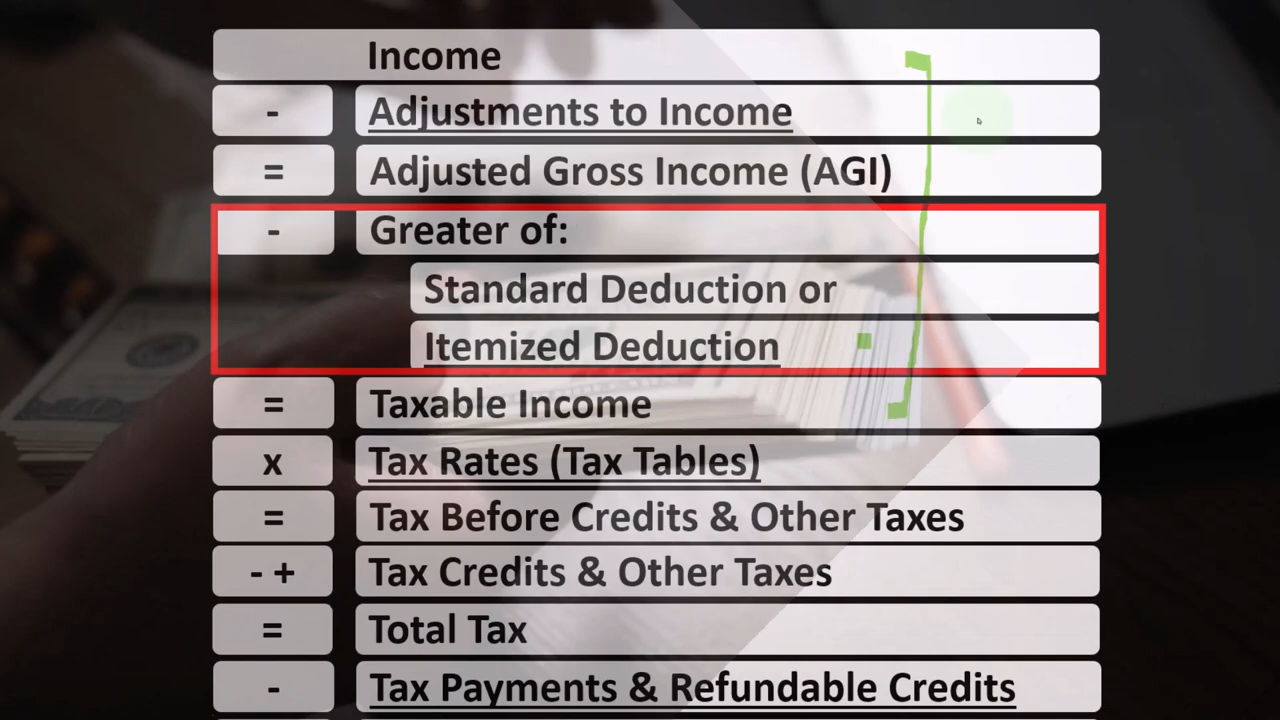 Income
- Adjustments to Income
= Adjusted Gross Income (AGI)
- Greater of:
Standard Deduction or
Itemized Deduction
= Taxable Income
x Tax Rates (Tax Tables)
= Tax Before Credits & Other Taxes
- + Tax Credits & Other Taxes
= Total Tax
- Tax Payments & Refundable Credits